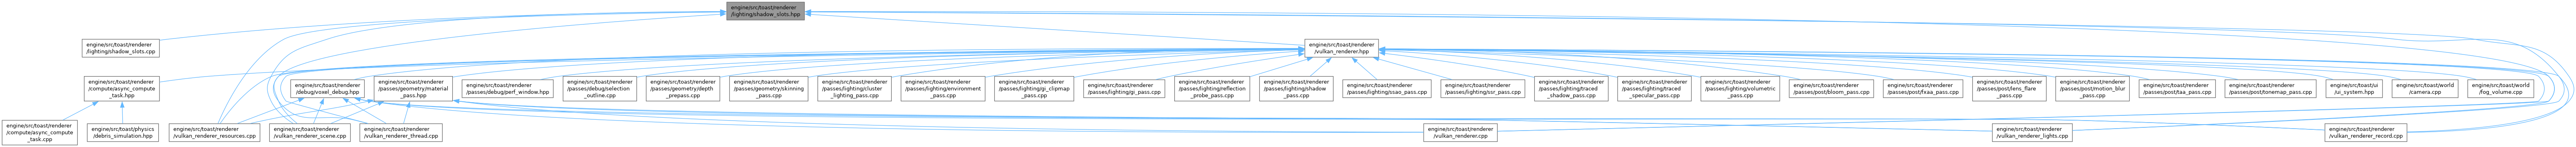 engine/src/toast/renderer
/lighting/shadow_slots.hpp
engine/src/toast/renderer
/lighting/shadow_slots.cpp
engine/src/toast/renderer
/vulkan_renderer.hpp
engine/src/toast/renderer
/compute/async_compute
_task.hpp
engine/src/toast/renderer
/debug/voxel_debug.hpp
engine/src/toast/renderer
/passes/geometry/material
_pass.hpp
engine/src/toast/renderer
/passes/debug/perf_window.hpp
engine/src/toast/renderer
/passes/debug/selection
_outline.cpp
engine/src/toast/renderer
/passes/geometry/depth
_prepass.cpp
engine/src/toast/renderer
/passes/geometry/skinning
_pass.cpp
engine/src/toast/renderer
/passes/lighting/cluster
_lighting_pass.cpp
engine/src/toast/renderer
/passes/lighting/environment
_pass.cpp
engine/src/toast/renderer
/passes/lighting/gi_clipmap
_pass.cpp
engine/src/toast/renderer
/passes/lighting/gi_pass.cpp
engine/src/toast/renderer
/passes/lighting/reflection
_probe_pass.cpp
engine/src/toast/renderer
/passes/lighting/shadow
_pass.cpp
engine/src/toast/renderer
/passes/lighting/ssao_pass.cpp
engine/src/toast/renderer
/passes/lighting/ssr_pass.cpp
engine/src/toast/renderer
/passes/lighting/traced
_shadow_pass.cpp
engine/src/toast/renderer
/passes/lighting/traced
_specular_pass.cpp
engine/src/toast/renderer
/passes/lighting/volumetric
_pass.cpp
engine/src/toast/renderer
/passes/post/bloom_pass.cpp
engine/src/toast/renderer
/passes/post/fxaa_pass.cpp
engine/src/toast/renderer
/passes/post/lens_flare
_pass.cpp
engine/src/toast/renderer
/passes/post/motion_blur
_pass.cpp
engine/src/toast/renderer
/passes/post/taa_pass.cpp
engine/src/toast/renderer
/passes/post/tonemap_pass.cpp
engine/src/toast/ui
/ui_system.hpp
engine/src/toast/world
/camera.cpp
engine/src/toast/world
/fog_volume.cpp
engine/src/toast/renderer
/compute/async_compute
_task.cpp
engine/src/toast/physics
/debris_simulation.hpp
engine/src/toast/renderer
/vulkan_renderer_resources.cpp
engine/src/toast/renderer
/vulkan_renderer_scene.cpp
engine/src/toast/renderer
/vulkan_renderer_thread.cpp
engine/src/toast/renderer
/vulkan_renderer.cpp
engine/src/toast/renderer
/vulkan_renderer_lights.cpp
engine/src/toast/renderer
/vulkan_renderer_record.cpp